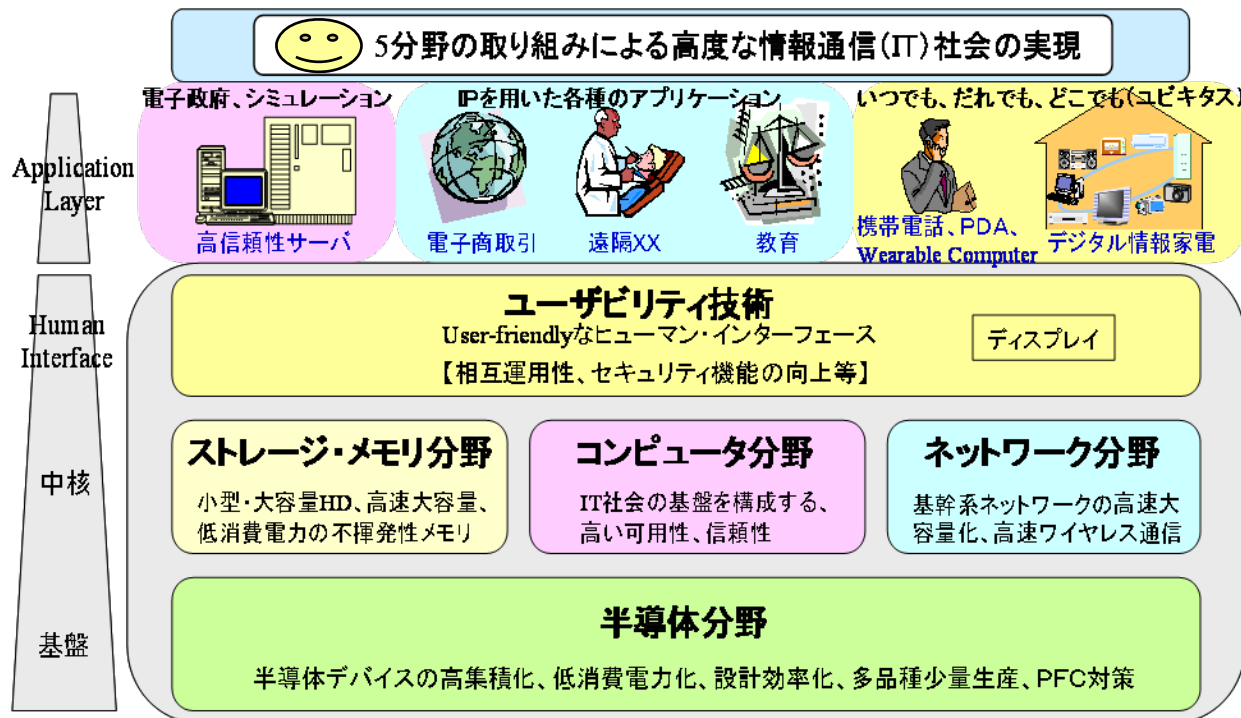 5分野の取り組みによる高度な情報通信(IT)社会の実現
電子政府、シミュレーション
IPを用いた各種のアプリケーション
いつでも、だれでも、どこでも(ユビキタス)
Application
Layer
高信頼性サーバ
電子商取引
遠隔XX
教育
携帯電話、PDA、
Wearable Computer
デジタル情報家電
Human
Interface
ユーザビリティ技術
User-friendlyなヒューマン・インターフェース
【相互運用性、セキュリティ機能の向上等】
ディスプレイ
中核
ストレージ・メモリ分野
小型・大容量HD、高速大容量、
低消費電力の不揮発性メモリ
コンピュータ分野
IT社会の基盤を構成する、
高い可用性、信頼性
ネットワーク分野
基幹系ネットワークの高速大
容量化、高速ワイヤレス通信
基盤
半導体分野
半導体デバイスの高集積化、低消費電力化、設計効率化、多品種少量生産、PFC対策